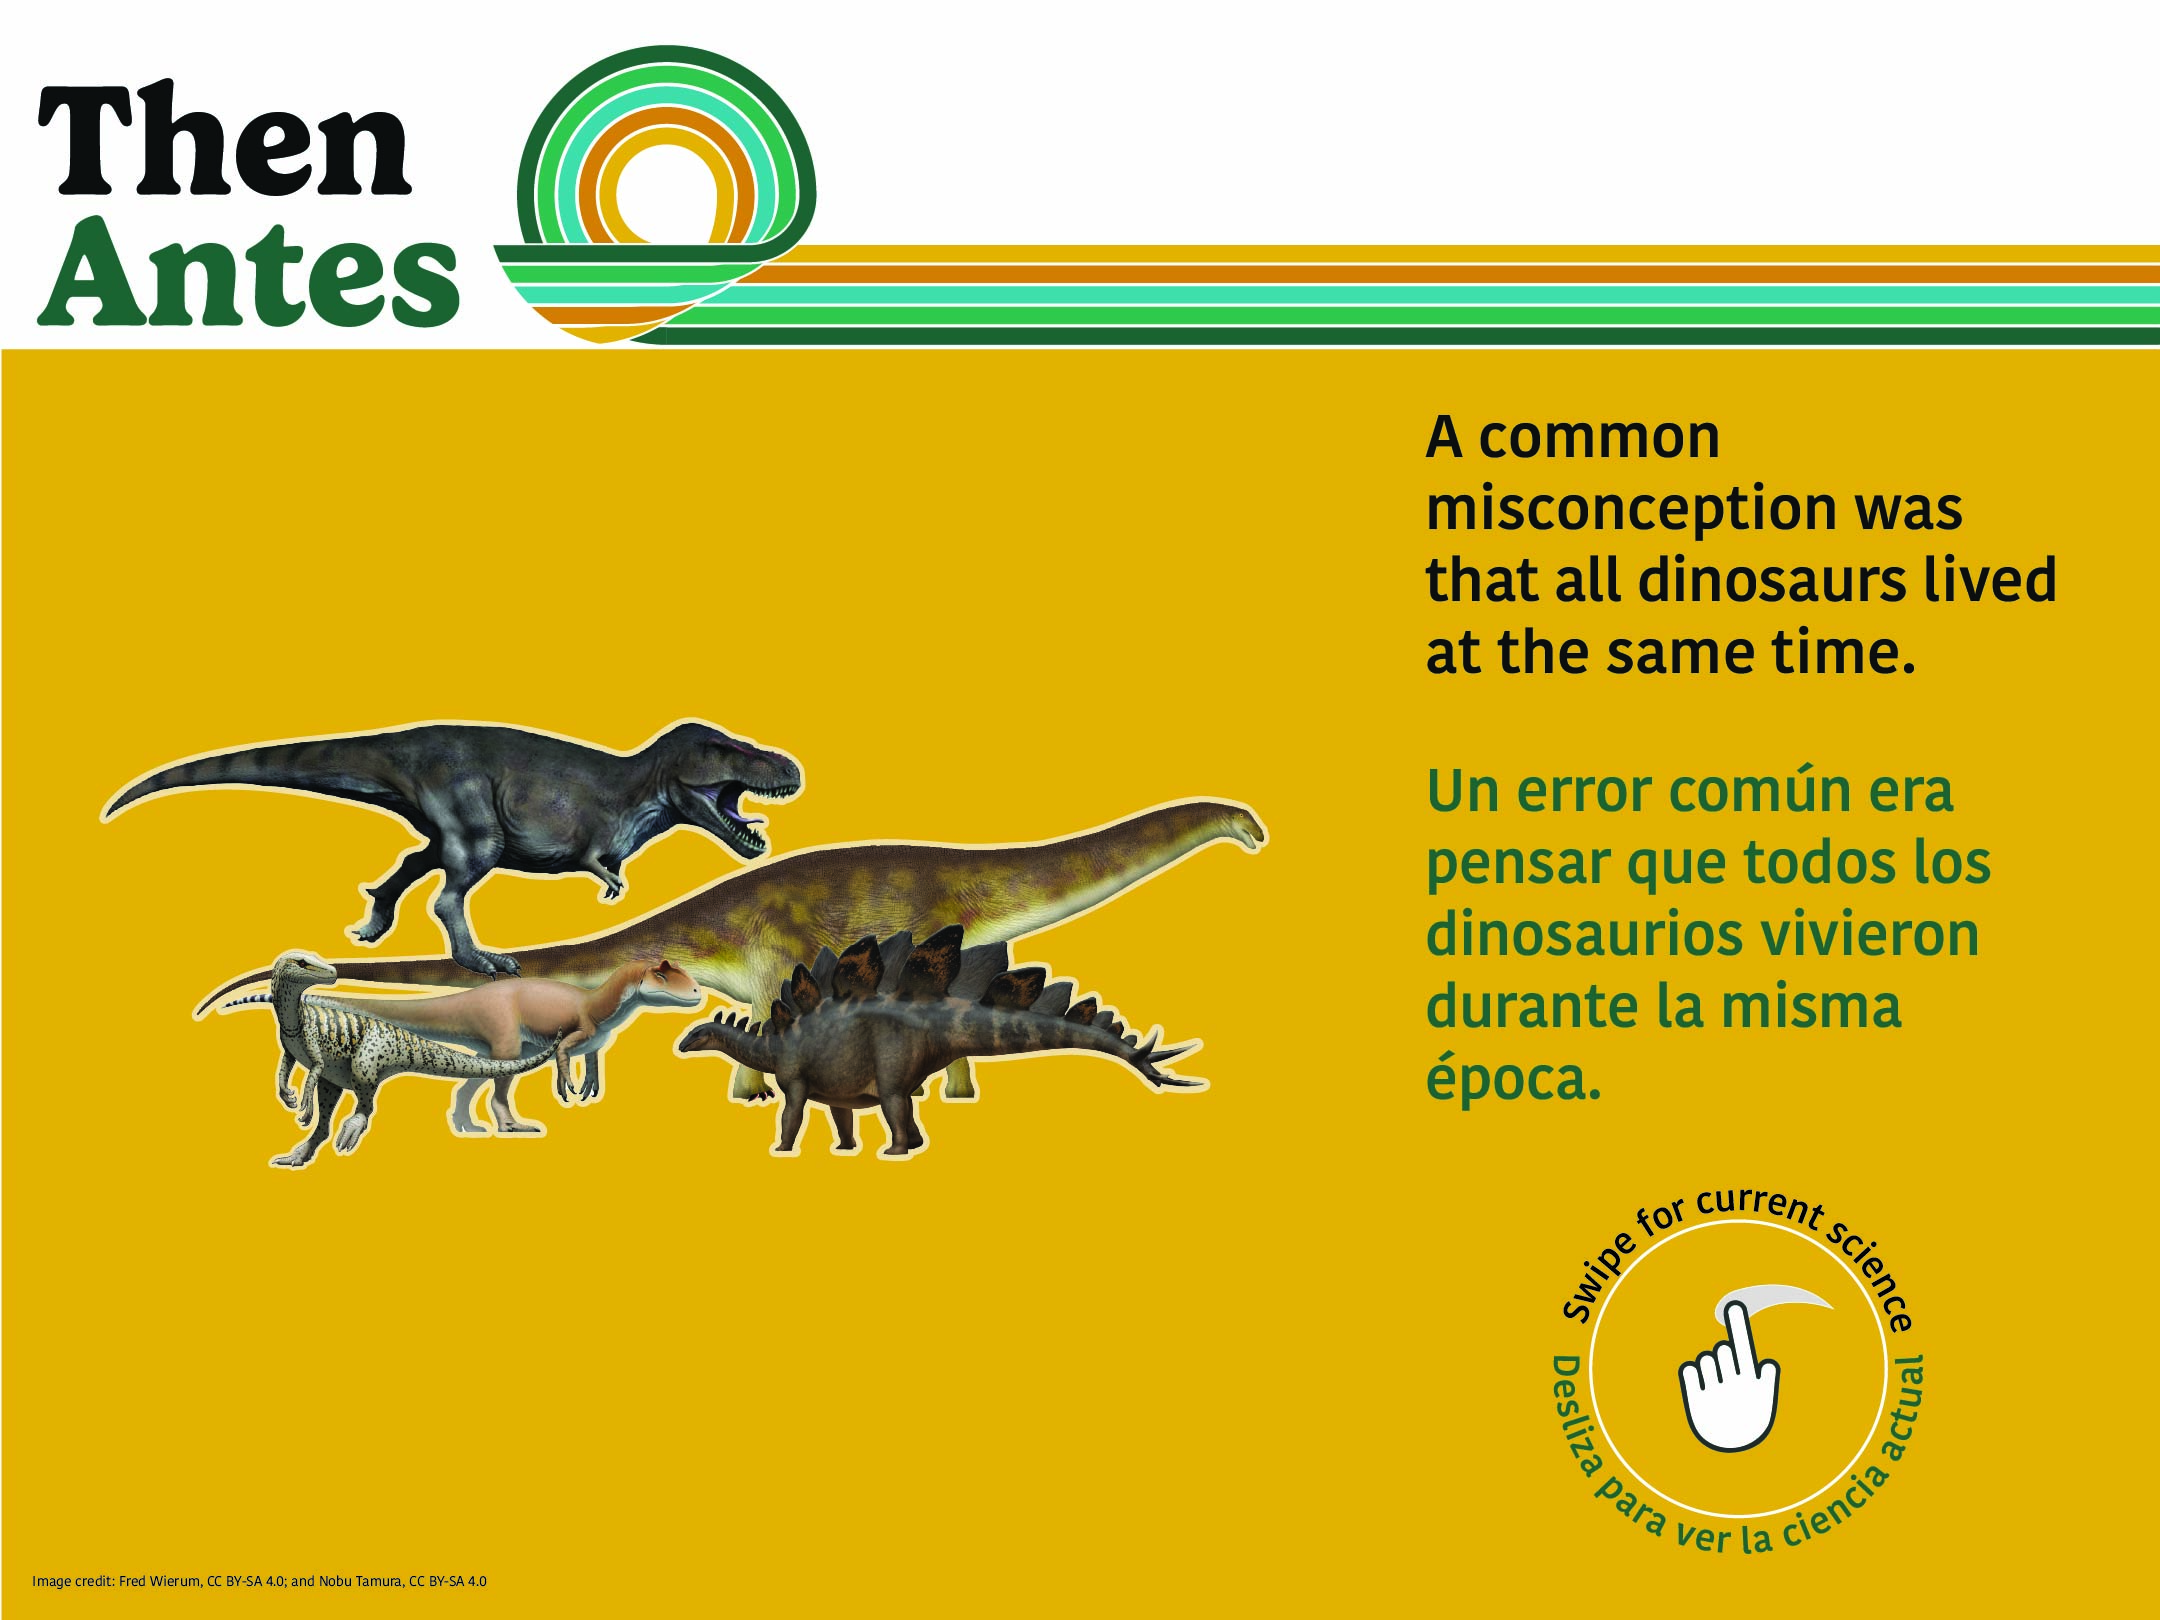 Then
Antes
A common
misconception was
that all dinosaurs lived
at the same time.
Un error común era
pensar que todos los
dinosaurios vivieron
durante la misma
época.
Swipe for current science
Desliza para ver la ciencia actual
Image credit: Fred Wierum, CC BY-SA 4.0; and Nobu Tamura, CC BY-SA 4.0